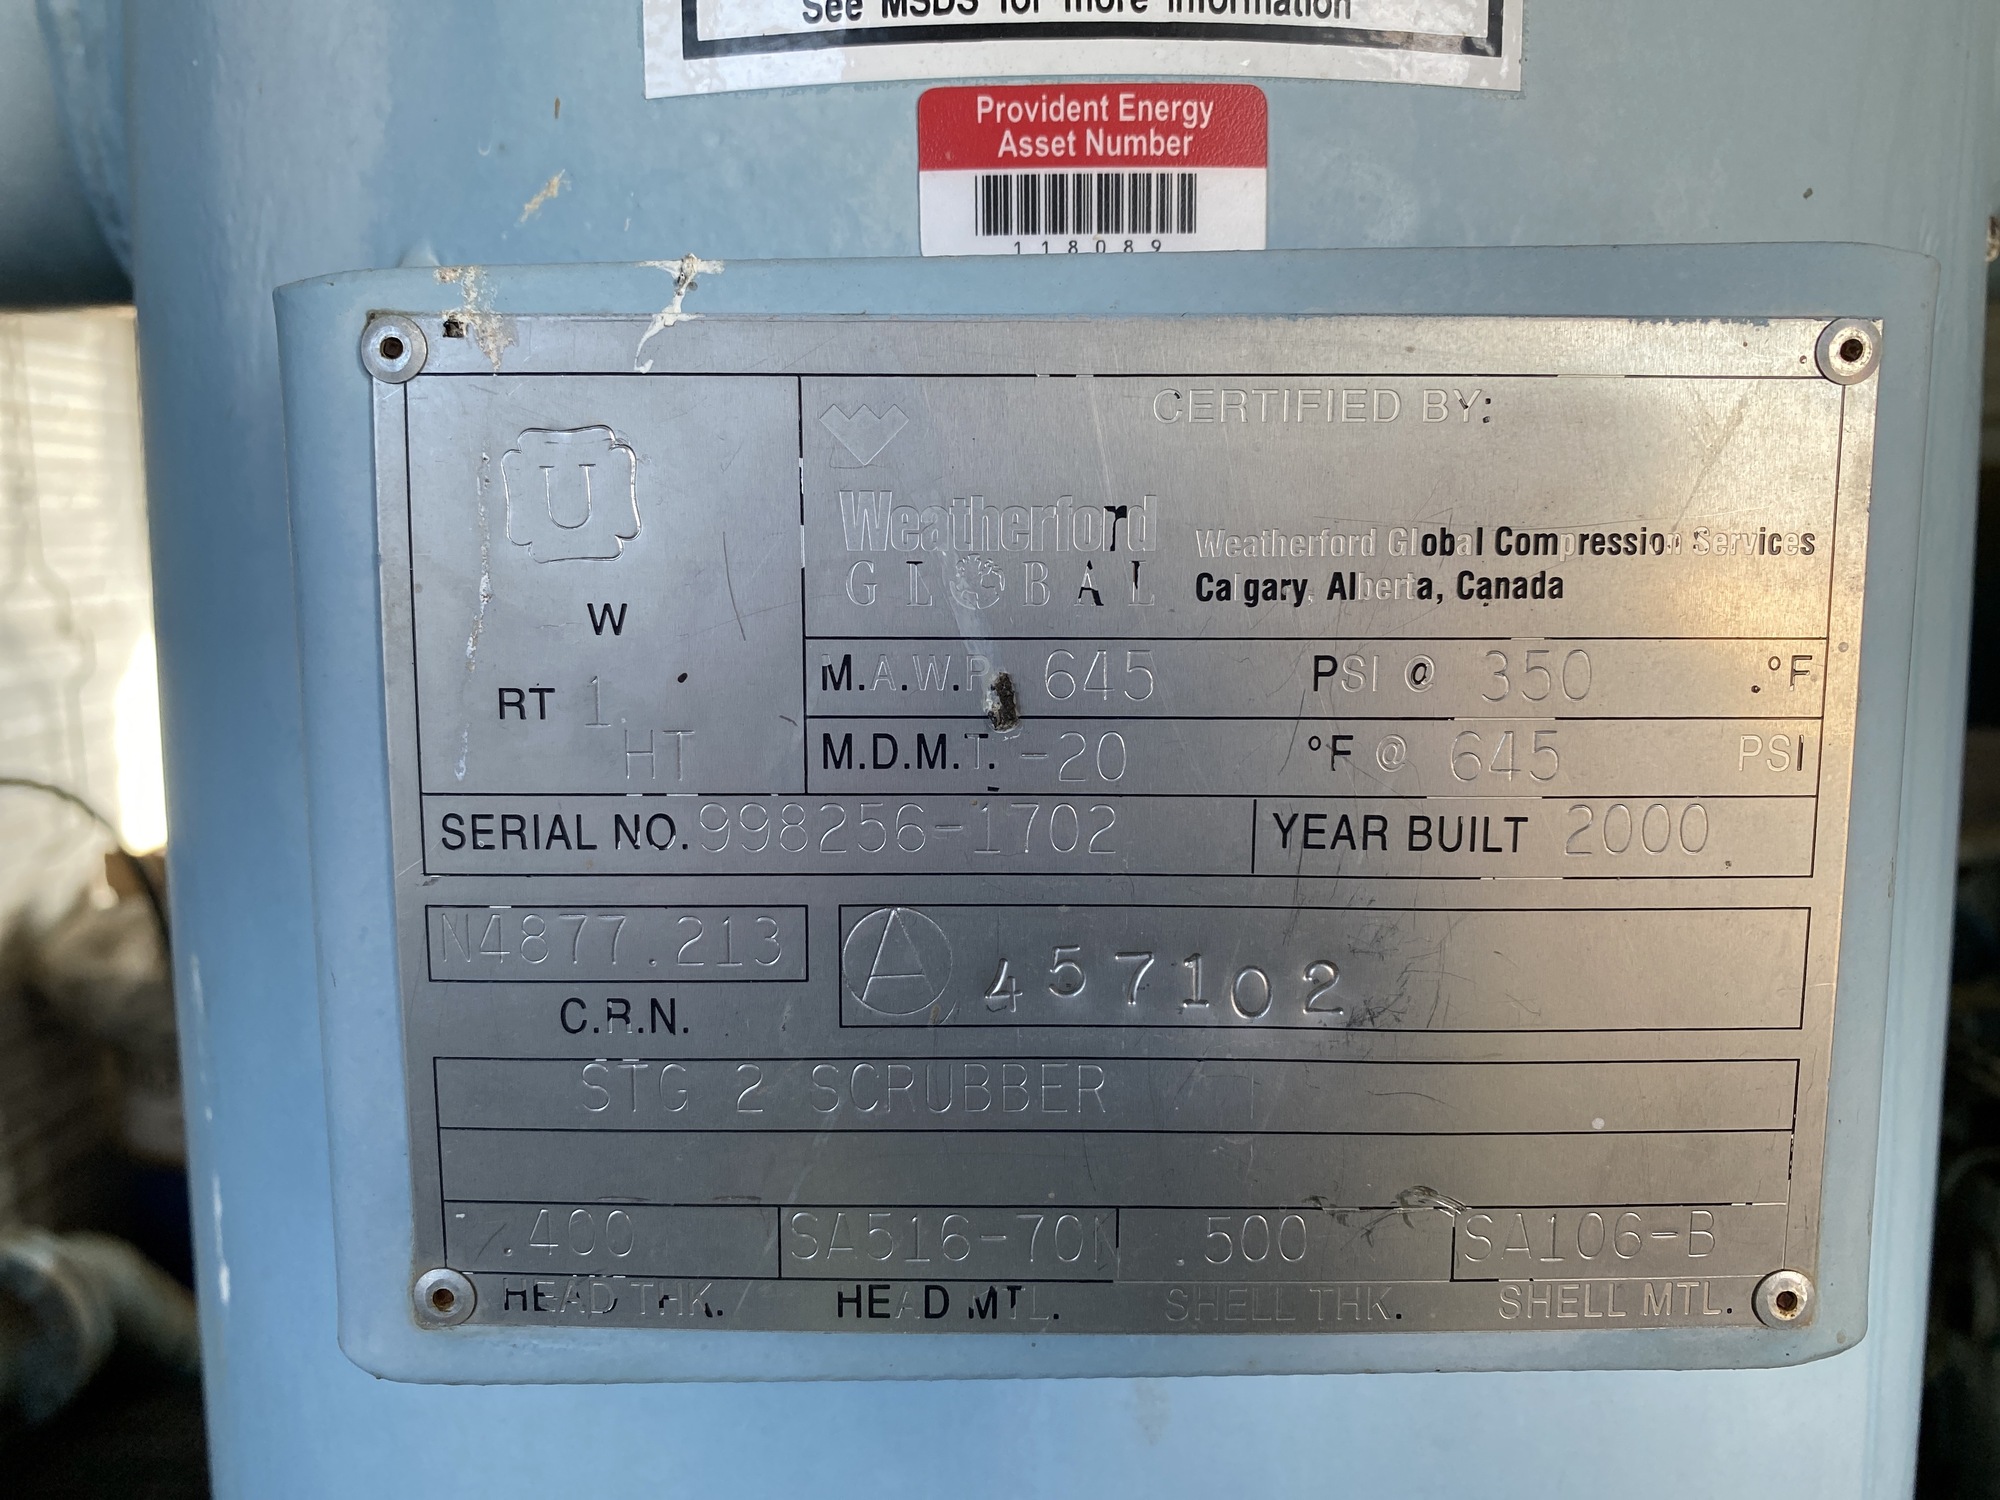 See MSDS for more information
Provident Energy
Asset Number
118089
U
W
RT 1
HT
CERTIFIED BY:
Weatherford
GLOBAL
Weatherford Global Compression Services
Calgary, Alberta, Canada
M.A.W.P. 645 PSI @ 350 °F
M.D.M.T. -20 °F @ 645 PSI
SERIAL NO. 998256-1702 YEAR BUILT 2000
N4877.213
C.R.N.
A 457102
STG 2 SCRUBBER
.400 SA516-70N .500 SA106-B
HEAD THK. HEAD MTL. SHELL THK. SHELL MTL.